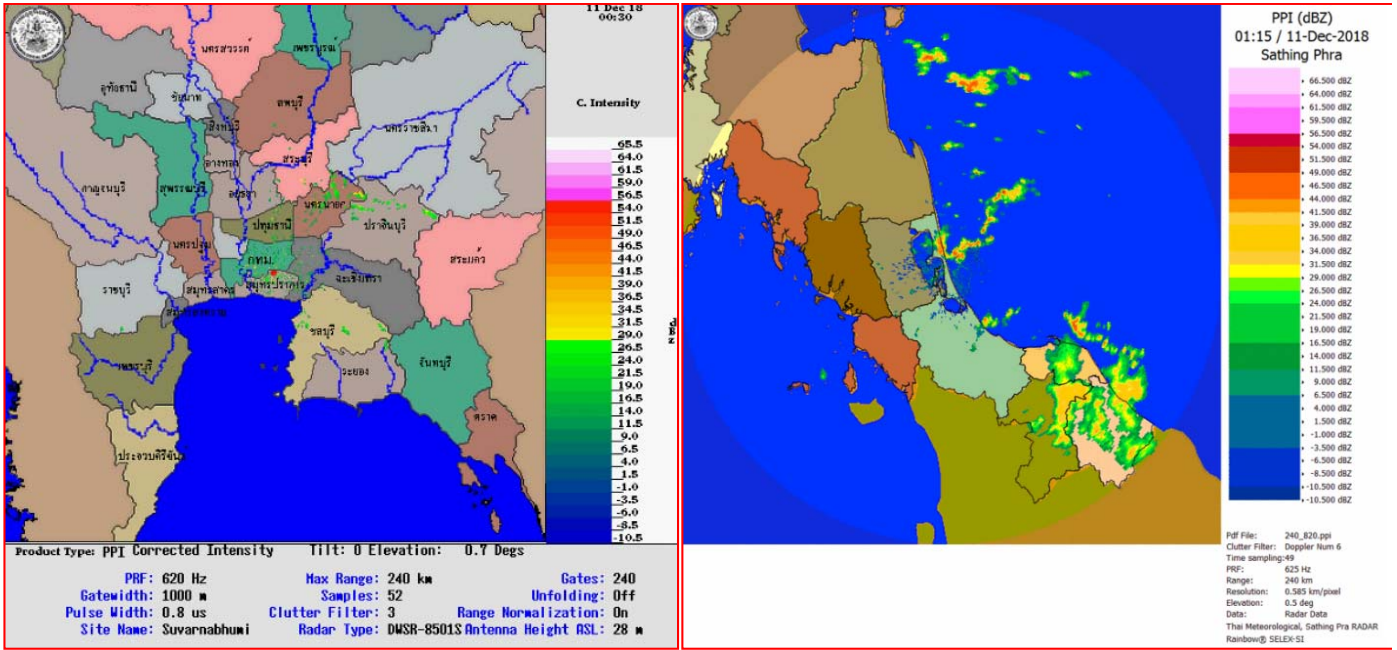 11 Dec 18
00:30
C. Intensity
65.5
64.0
61.5
59.0
56.5
54.0
51.5
49.0
46.5
44.0
41.5
39.0
36.5
34.0
31.5
29.0
26.5
24.0
21.5
19.0
16.5
14.0
11.5
9.0
6.5
4.0
1.5
-1.0
-3.5
-6.0
-8.5
-10.5
นครสวรรค์
เพชรบูรณ์
อุทัยธานี
ชัยนาท
ลพบุรี
สิงห์บุรี
นครราชสีมา
อ่างทอง
สระบุรี
กาญจนบุรี
สุพรรณบุรี
อยุธยา
นครนายก
ปราจีนบุรี
ปทุมธานี
นครปฐม
กทม.
สระแก้ว
ราชบุรี
สมุทรสาคร
สมุทรปราการ
ฉะเชิงเทรา
ชลบุรี
เพชรบุรี
ระยอง
จันทบุรี
ตราด
ประจวบคีรีขันธ์
Product Type: PPI Corrected Intensity Tilt: 0 Elevation: 0.7 Degs
PRF: 620 Hz Max Range: 240 km Gates: 240
Gatewidth: 1000 m Samples: 52 Unfolding: Off
Pulse Width: 0.8 us Clutter Filter: 3 Range Normalization: On
Site Name: Suvarnabhumi Radar Type: DWSR-8501S Antenna Height ASL: 28 m
PPI (dBZ)
01:15 / 11-Dec-2018
Sathing Phra
66.500 dBZ
64.000 dBZ
61.500 dBZ
59.500 dBZ
56.500 dBZ
54.000 dBZ
51.500 dBZ
49.000 dBZ
46.500 dBZ
44.000 dBZ
41.500 dBZ
39.000 dBZ
36.500 dBZ
34.000 dBZ
31.500 dBZ
29.000 dBZ
26.500 dBZ
24.000 dBZ
21.500 dBZ
19.000 dBZ
16.500 dBZ
14.000 dBZ
11.500 dBZ
9.000 dBZ
6.500 dBZ
4.000 dBZ
1.500 dBZ
-1.000 dBZ
-3.500 dBZ
-6.500 dBZ
-8.500 dBZ
-10.500 dBZ
-10.500 dBZ
Pdf File: 240_820.ppi
Clutter Filter: Doppler Num 6
Time sampling:49
PRF: 625 Hz
Range: 240 km
Resolution: 0.585 km/pixel
Elevation: 0.5 deg
Data: Radar Data
Thai Meteorological, Sathing Pra RADAR
Rainbow® SELEX-SI